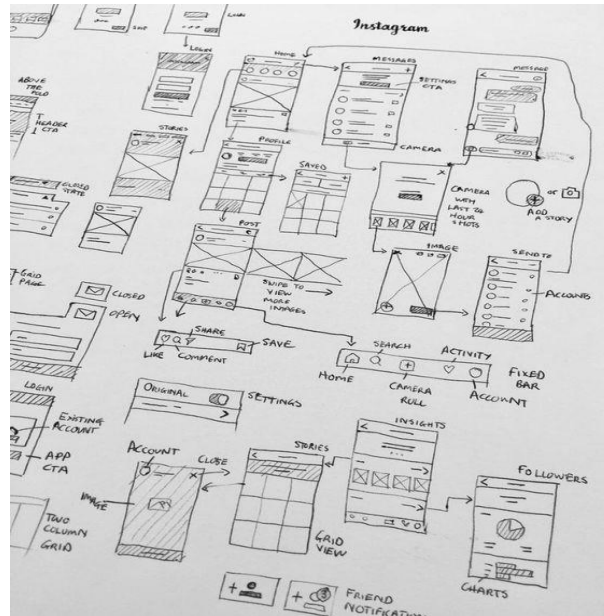 Instagram
LOGIN
HOME
MESSAGES
MESSAGE
SETTINGS
CTA
ABOVE
THE
FOLD
HEADER
CTA
STORIES
PROFILE
SAVED
CAMERA
CAMERA
WITH
LAST 24
HOUR
SHOTS
OR
ADD
A STORY
CLOSED
STATE
POST
IMAGE
SEND TO
ACCOUNTS
SWIPE TO
VIEW
MORE
IMAGES
GRID
PAGE
CLOSED
OPEN
SHARE
SAVE
LIKE
COMMENT
SEARCH
ACTIVITY
FIXED
BAR
HOME
CAMERA
RULL
ACCOUNT
ORIGINAL
SETTINGS
LOGIN
EXISTING
ACCOUNT
APP
CTA
ACCOUNT
CLOSE
STORIES
INSIGHTS
FOLLOWERS
IMAGE
TWO
COLUMN
GRID
GRID
VIEW
CHARTS
FRIEND
NOTIFICATION